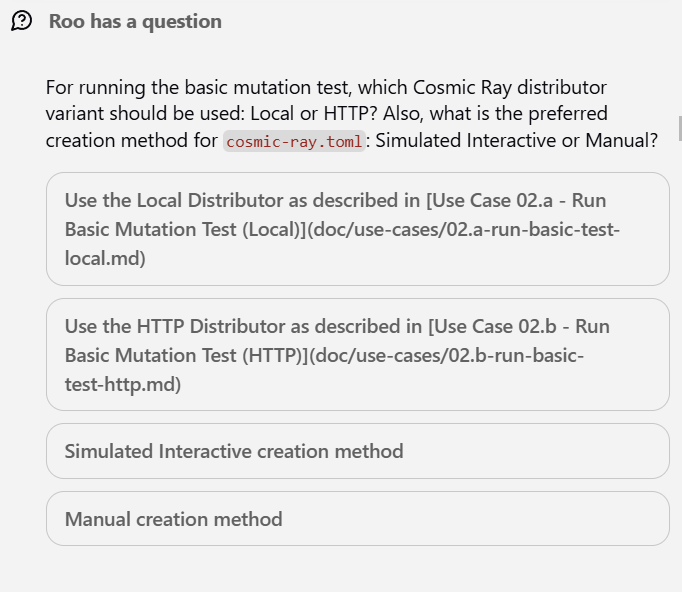 Roo has a question
For running the basic mutation test, which Cosmic Ray distributor
variant should be used: Local or HTTP? Also, what is the preferred
creation method for cosmic-ray.toml: Simulated Interactive or Manual?
Use the Local Distributor as described in [Use Case 02.a - Run
Basic Mutation Test (Local)](doc/use-cases/02.a-run-basic-test-
local.md)
Use the HTTP Distributor as described in [Use Case 02.b - Run
Basic Mutation Test (HTTP)](doc/use-cases/02.b-run-basic-
test-http.md)
Simulated Interactive creation method
Manual creation method